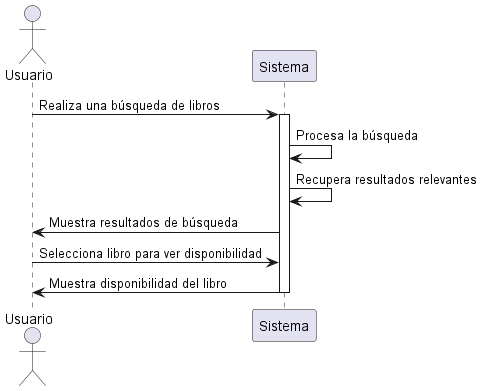 Usuario
Sistema
Realiza una búsqueda de libros
Procesa la búsqueda
Recupera resultados relevantes
Muestra resultados de búsqueda
Selecciona libro para ver disponibilidad
Muestra disponibilidad del libro
Usuario
Sistema